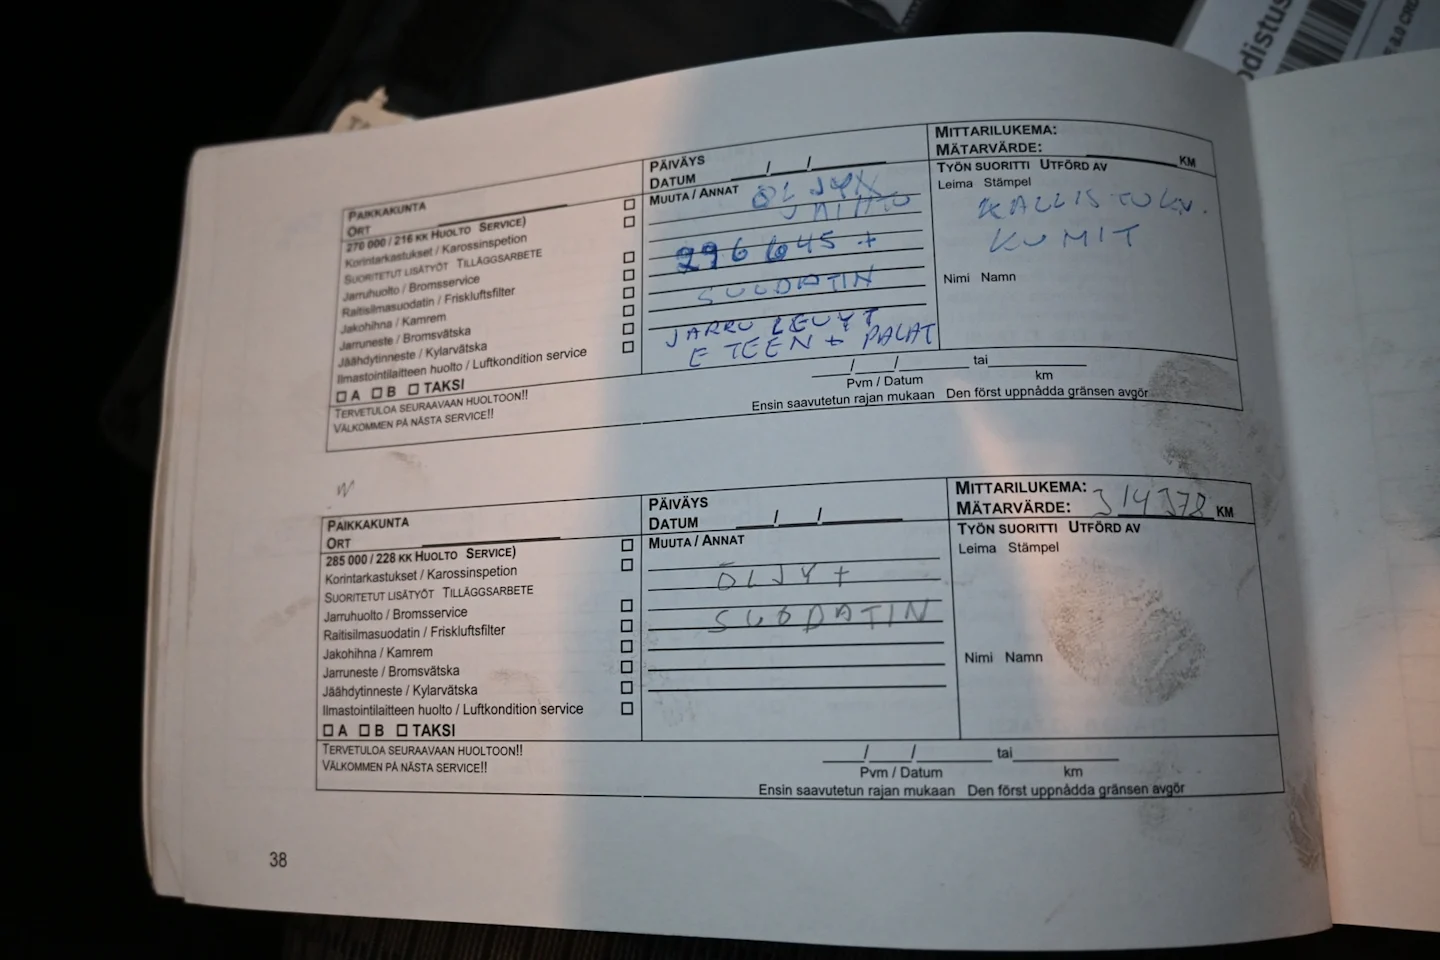 odistus
MITTARILUKEMA:
MÄTARVÄRDE: KM
PÄIVÄYS
DATUM / /
PAIKKAKUNTA
ORT
270 000 / 216 KK HUOLTO SERVICE)
Korintarkastukset / Karossinspetion
SUORITETUT LISÄTYÖT TILLÄGGSARBETE
Jarruhuolto / Bromsservice
Raitisilmasuodatin / Friskluftsfilter
Jakohihna / Kamrem
Jarruneste / Bromsvätska
Jäähdytinneste / Kylarvätska
Ilmastointilaitteen huolto / Luftkondition service
A B TAKSI
TERVETULOA SEURAAVAAN HUOLTOON!!
VÄLKOMMEN PÅ NÄSTA SERVICE!!
MUUTA / ANNAT ÖLJYN
VAIHTO
296645 +
SUODATIN
JARRU LEVYT
ETEEN + PALAT
TYÖN SUORITTI UTFÖRD AV
Leima Stämpel
KALLISTUKV.
KUMIT
Nimi Namn
/ / tai
Pvm / Datum km
Ensin saavutetun rajan mukaan Den först uppnådda gränsen avgör
MITTARILUKEMA:
MÄTARVÄRDE: 314378 KM
PÄIVÄYS
DATUM / /
PAIKKAKUNTA
ORT
285 000 / 228 KK HUOLTO SERVICE)
Korintarkastukset / Karossinspetion
SUORITETUT LISÄTYÖT TILLÄGGSARBETE
Jarruhuolto / Bromsservice
Raitisilmasuodatin / Friskluftsfilter
Jakohihna / Kamrem
Jarruneste / Bromsvätska
Jäähdytinneste / Kylarvätska
Ilmastointilaitteen huolto / Luftkondition service
A B TAKSI
TERVETULOA SEURAAVAAN HUOLTOON!!
VÄLKOMMEN PÅ NÄSTA SERVICE!!
MUUTA / ANNAT
ÖLJY +
SUODATIN
TYÖN SUORITTI UTFÖRD AV
Leima Stämpel
Nimi Namn
/ / tai
Pvm / Datum km
Ensin saavutetun rajan mukaan Den först uppnådda gränsen avgör
38